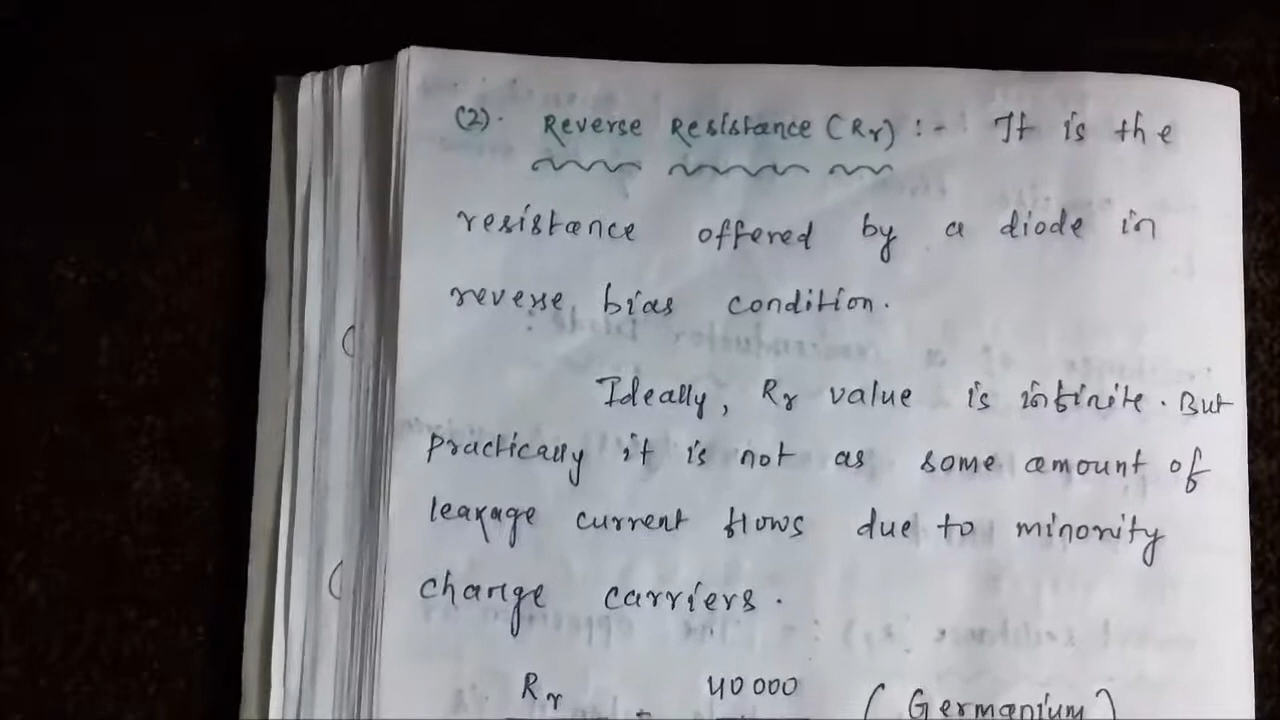 (2). Reverse Resistance (Rr) :- It is the
resistance offered by a diode in
reverse bias condition.
Ideally, Rr value is infinite. But
practically it is not as some amount of
leakage current flows due to minority
charge carriers.
Rr = 40000 (Germanium)